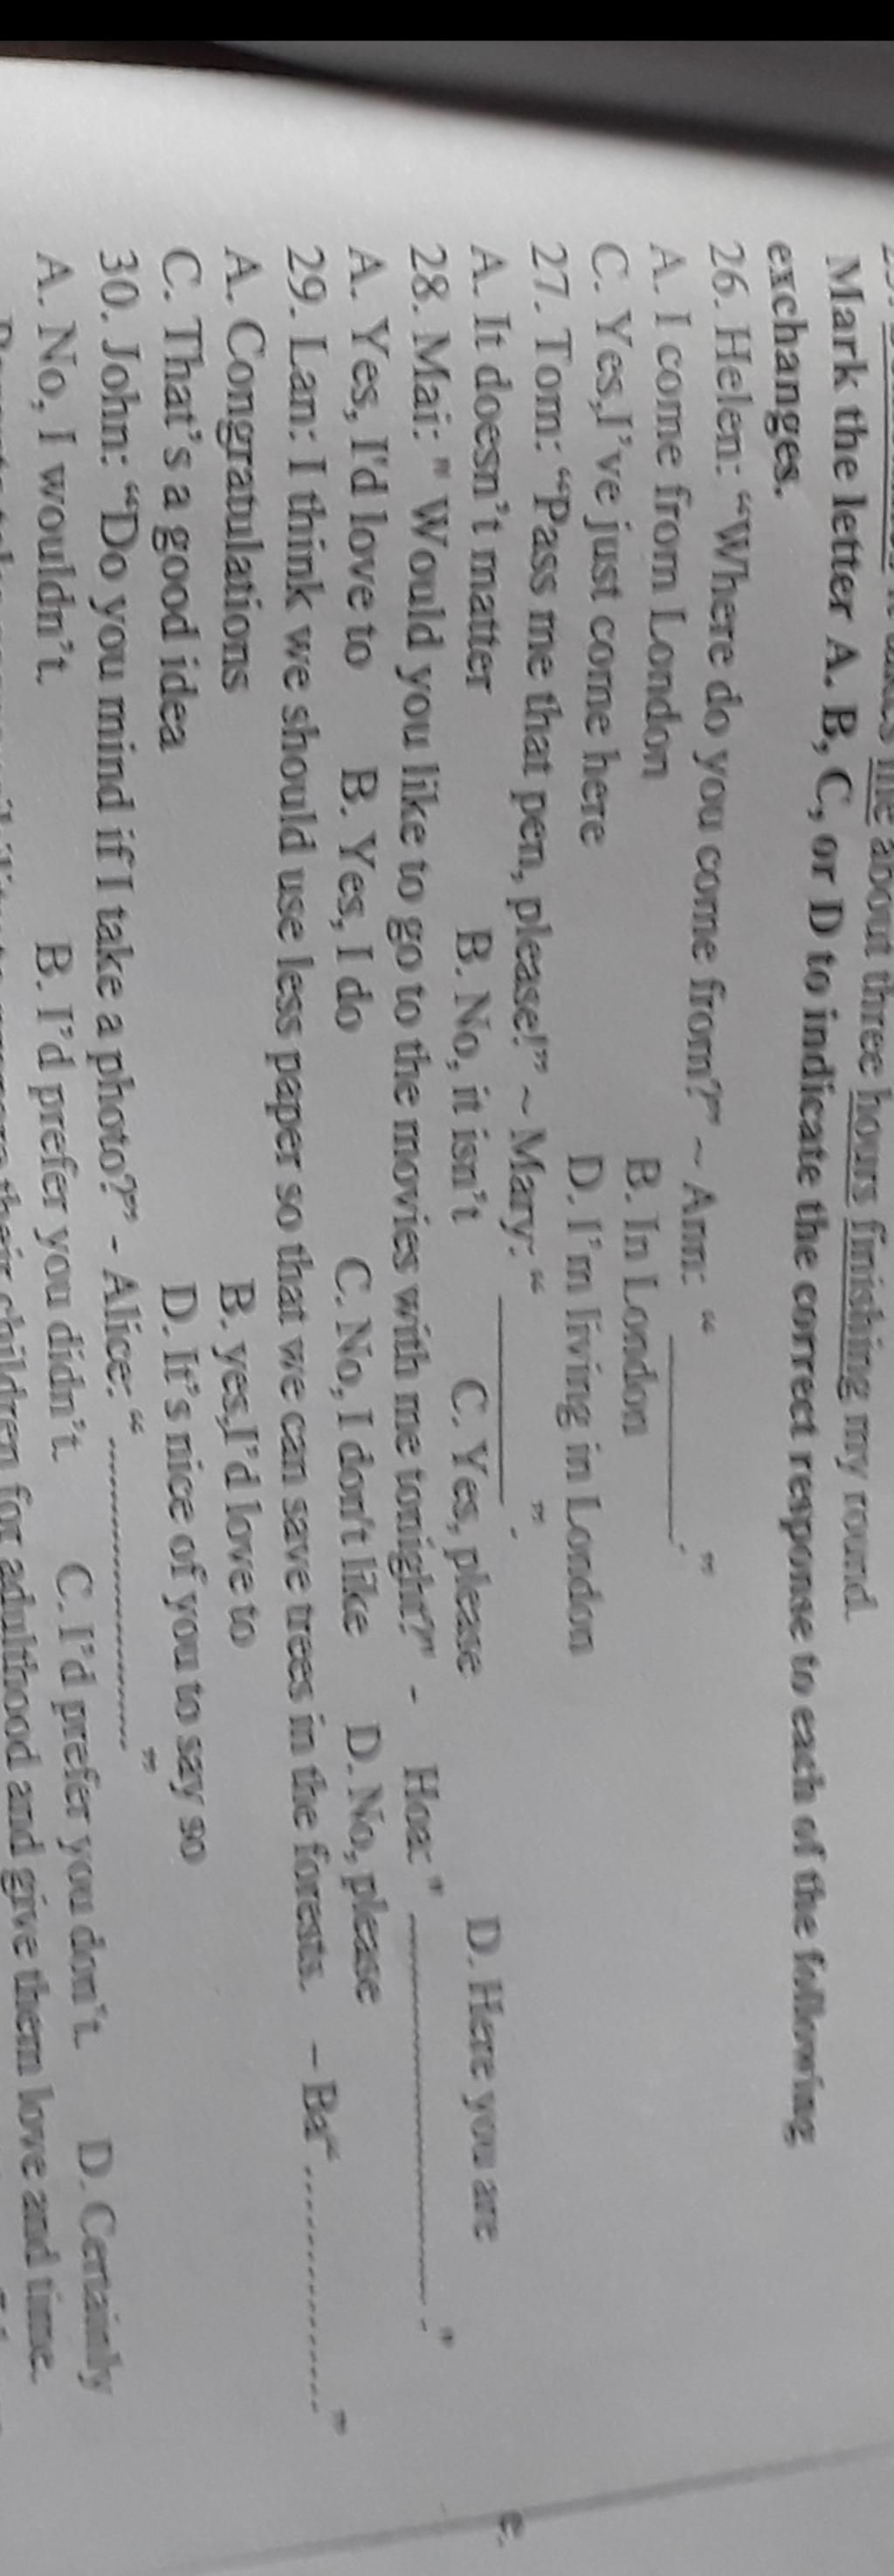 about three hours finishing my round.
Mark the letter A. B, C, or D to indicate the correct response to each of the following
exchanges.
26. Helen: “Where do you come from?” ~ Ann: “ ________.”
A. I come from London B. In London
C. Yes,I’ve just come here D. I’m living in London
27. Tom: “Pass me that pen, please!” ~ Mary: “ ________”.
A. It doesn’t matter B. No, it isn’t C. Yes, please D. Here you are
28. Mai: " Would you like to go to the movies with me tonight?" - Hoa: " ________."
A. Yes, I'd love to B. Yes, I do C. No, I don't like D. No, please
29. Lan: I think we should use less paper so that we can save trees in the forests. – Ba“ ................”
A. Congratulations B. yes,I’d love to
C. That’s a good idea D. It’s nice of you to say so
30. John: “Do you mind if I take a photo?” - Alice: “ ........................”
A. No, I wouldn’t. B. I’d prefer you didn’t. C. I’d prefer you don’t. D. Certainly
their children for adulthood and give them love and time.
e.